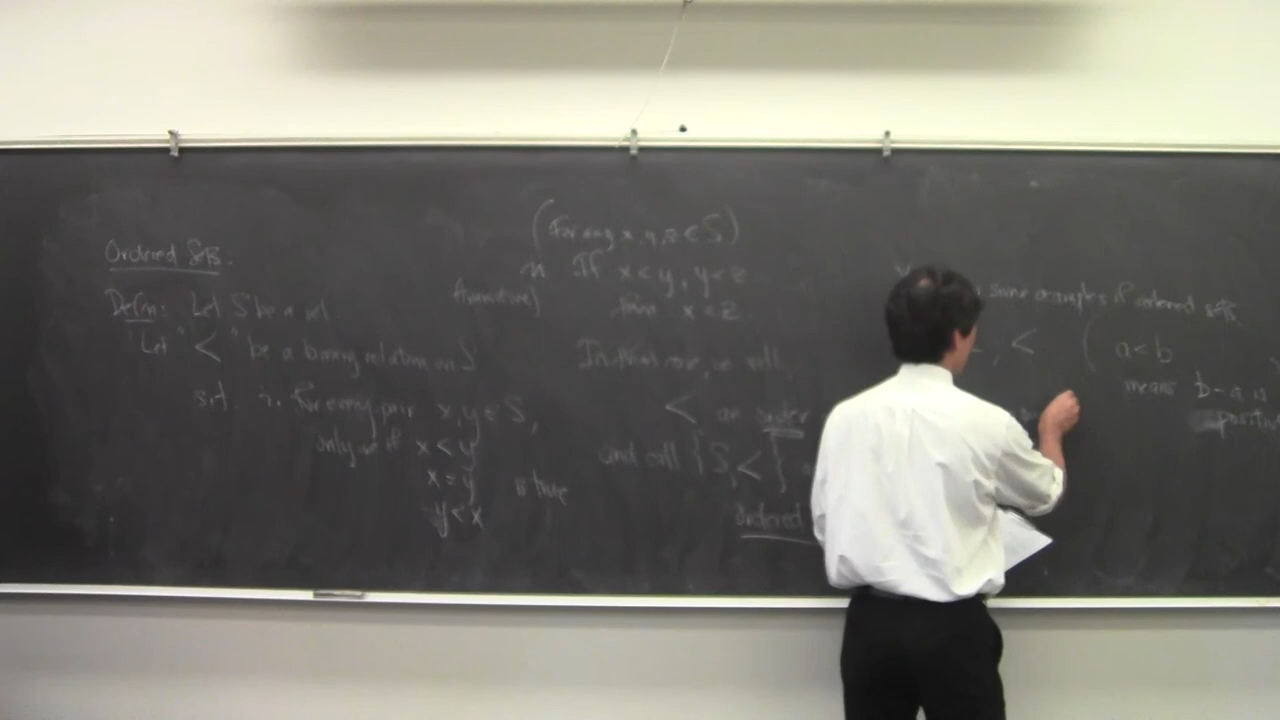 Ordered Sets.
Defn: Let S be a set.
Let "<" be a binary relation on S
s.t. i. For every pair x, y ∈ S,
only one of x < y
x = y is true
y < x
(For any x, y, z ∈ S)
If x < y, y < z
then x < z.
In that case, we call
< an order
and call {S, <}
Ordered
some examples of ordered sets.
, < ( a < b
means b - a is
positive